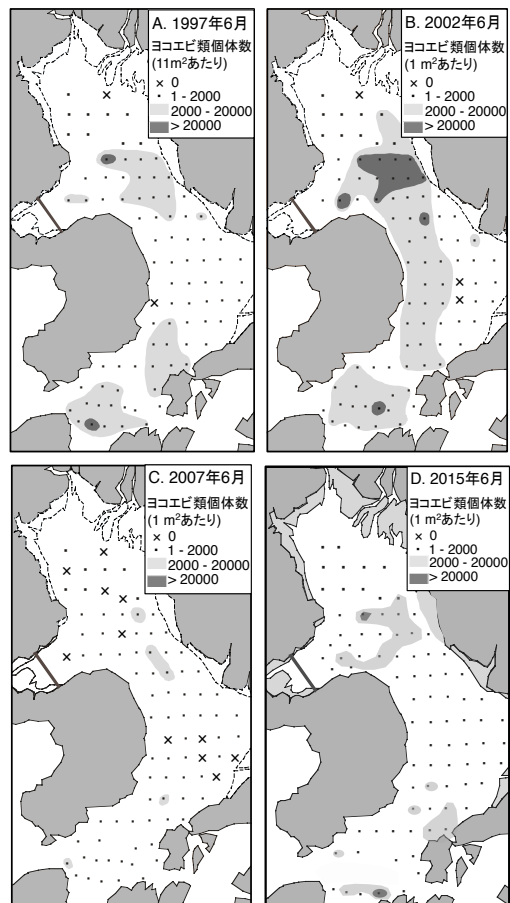 A. 1997年6月
ヨコエビ類個体数
(11m²あたり)
× 0
・ 1 - 2000
2000 - 20000
> 20000
B. 2002年6月
ヨコエビ類個体数
(1 m²あたり)
× 0
・ 1 - 2000
2000 - 20000
> 20000
C. 2007年6月
ヨコエビ類個体数
(1 m²あたり)
× 0
・ 1 - 2000
2000 - 20000
> 20000
D. 2015年6月
ヨコエビ類個体数
(1 m²あたり)
× 0
・ 1 - 2000
2000 - 20000
> 20000